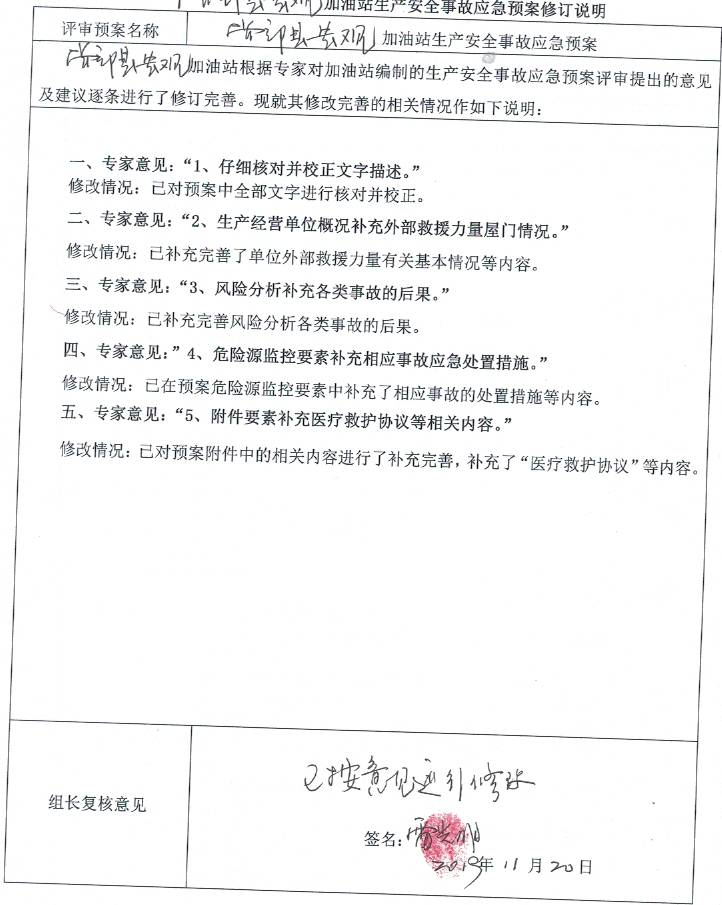 加油站生产安全事故应急预案修订说明
评审预案名称
加油站生产安全事故应急预案
加油站根据专家对加油站编制的生产安全事故应急预案评审提出的意见
及建议逐条进行了修订完善。现就其修改完善的相关情况作如下说明：
一、专家意见：“1、仔细核对并校正文字描述。”
修改情况：已对预案中全部文字进行核对并校正。
二、专家意见：“2、生产经营单位概况补充外部救援力量屋门情况。”
修改情况：已补充完善了单位外部救援力量有关基本情况等内容。
三、专家意见：“3、风险分析补充各类事故的后果。”
修改情况：已补充完善风险分析各类事故的后果。
四、专家意见：”4、危险源监控要素补充相应事故应急处置措施。”
修改情况：已在预案危险源监控要素中补充了相应事故的处置措施等内容。
五、专家意见：“5、附件要素补充医疗救护协议等相关内容。”
修改情况：已对预案附件中的相关内容进行了补充完善，补充了“医疗救护协议”等内容。
已按意见进行修改
组长复核意见
签名：
2019年11月20日